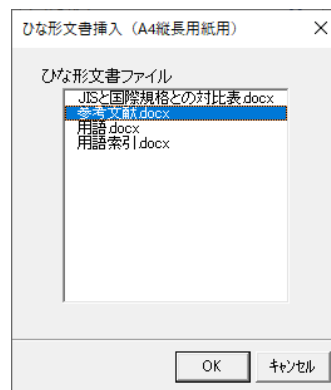 ひな形文書挿入（A4縦長用紙用）
ひな形文書ファイル
JISと国際規格との対比表.docx
参考文献.docx
用語.docx
用語索引.docx
OK
キャンセル